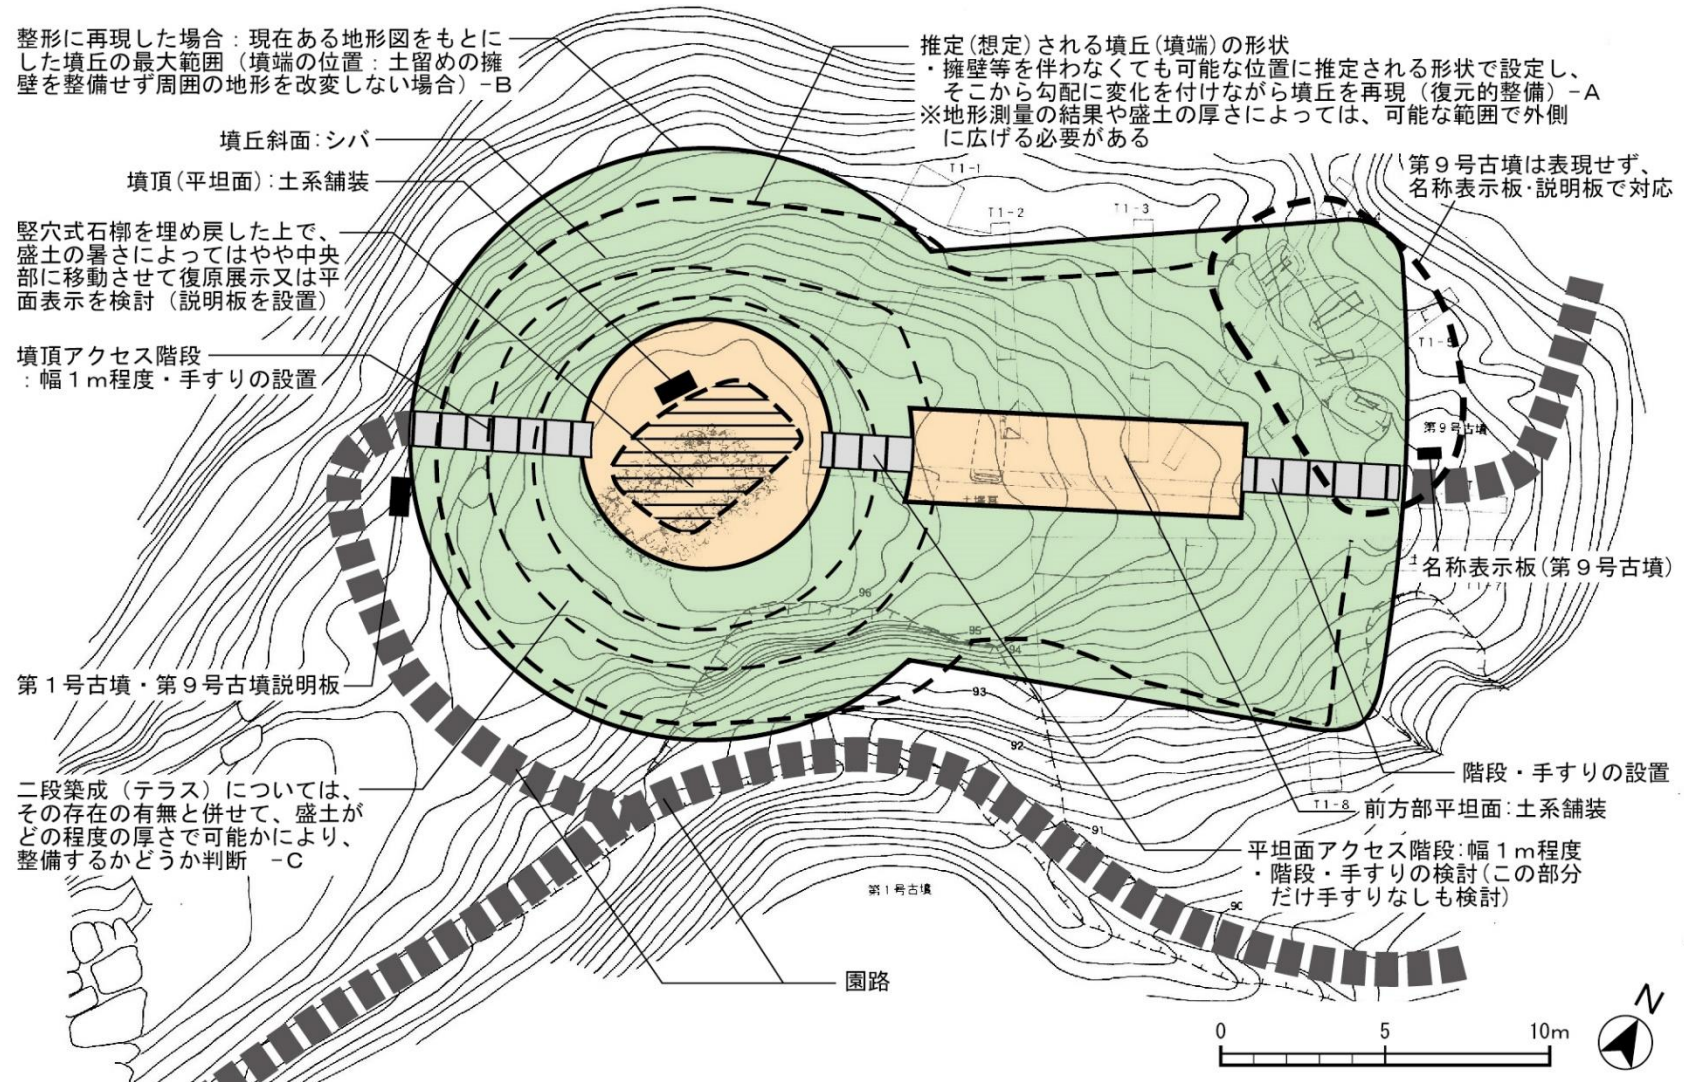 整形に再現した場合：現在ある地形図をもとに
した墳丘の最大範囲（墳端の位置：土留めの擁
壁を整備せず周囲の地形を改変しない場合）-B
推定(想定)される墳丘(墳端)の形状
・擁壁等を伴わなくても可能な位置に推定される形状で設定し、
そこから勾配に変化を付けながら墳丘を再現（復元的整備）-A
※地形測量の結果や盛土の厚さによっては、可能な範囲で外側
に広げる必要がある
墳丘斜面：シバ
墳頂(平坦面)：土系舗装
第９号古墳は表現せず、
名称表示板・説明板で対応
竪穴式石槨を埋め戻した上で、
盛土の暑さによってはやや中央
部に移動させて復原展示又は平
面表示を検討（説明板を設置）
墳頂アクセス階段
：幅１ｍ程度・手すりの設置
T1-1
T1-2
T1-3
T1-5
第９号古墳
土壙墓
名称表示板(第９号古墳)
96
95
94
93
92
91
第１号古墳・第９号古墳説明板
二段築成（テラス）については、
その存在の有無と併せて、盛土が
どの程度の厚さで可能かにより、
整備するかどうか判断　-C
階段・手すりの設置
T1-8
前方部平坦面：土系舗装
平坦面アクセス階段：幅１ｍ程度
・階段・手すりの検討(この部分
だけ手すりなしも検討)
第１号古墳
園路
N
0 5 10m